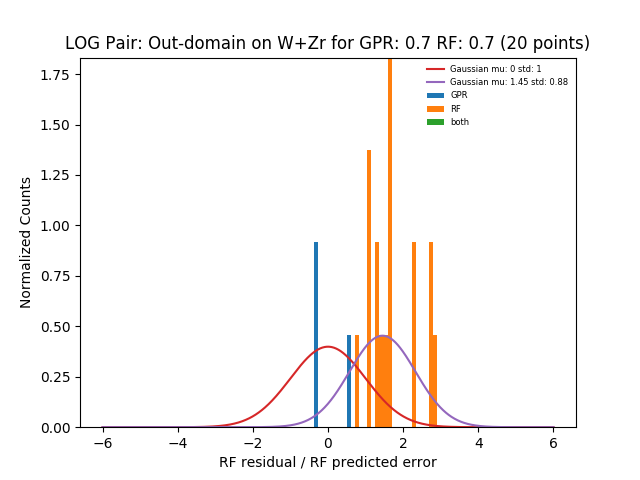 LOG Pair: Out-domain on W+Zr for GPR: 0.7 RF: 0.7 (20 points)
Gaussian mu: 0 std: 1
Gaussian mu: 1.45 std: 0.88
GPR
RF
both
Normalized Counts
1.75
1.50
1.25
1.00
0.75
0.50
0.25
0.00
−6
−4
−2
0
2
4
6
RF residual / RF predicted error